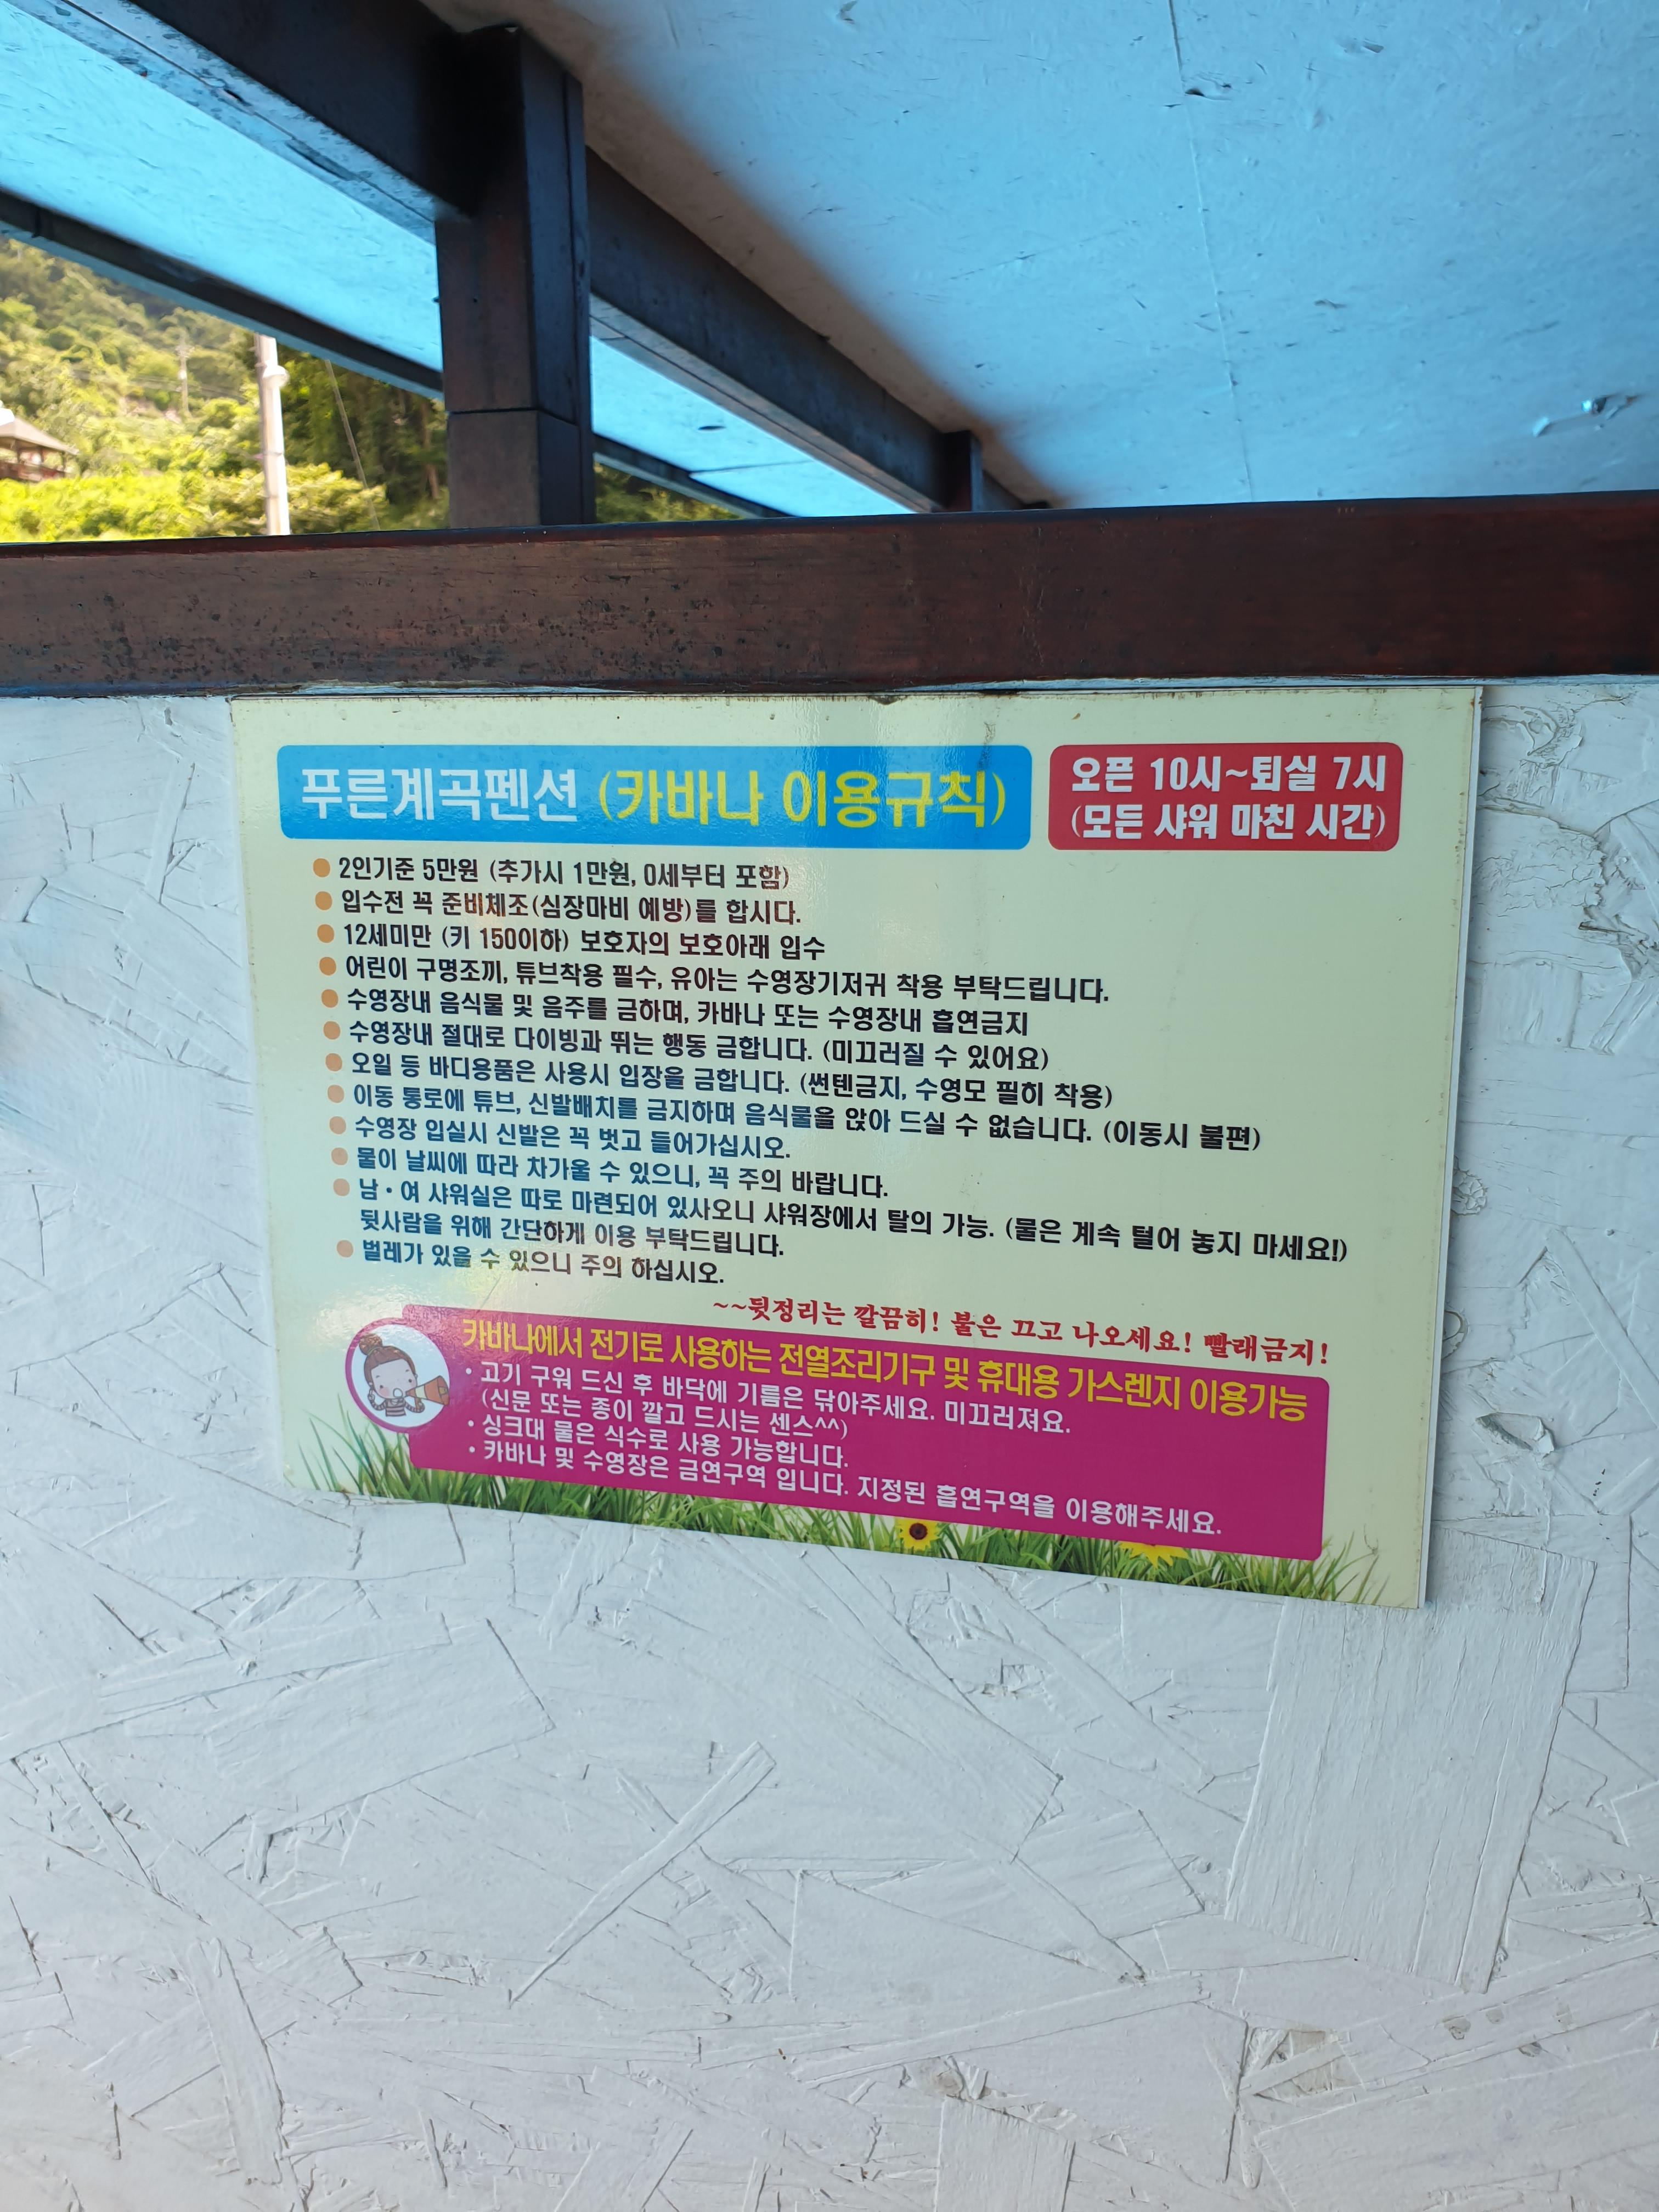 푸른계곡펜션 (카바나 이용규칙)
오픈 10시~퇴실 7시
(모든 샤워 마친 시간)
2인기준 5만원 (추가시 1만원, 0세부터 포함)
입수전 꼭 준비체조(심장마비 예방)를 합시다.
12세미만 (키 150이하) 보호자의 보호아래 입수
어린이 구명조끼, 튜브착용 필수, 유아는 수영장기저귀 착용 부탁드립니다.
수영장내 음식물 및 음주를 금하며, 카바나 또는 수영장내 흡연금지
수영장내 절대로 다이빙과 뛰는 행동 금합니다. (미끄러질 수 있어요)
오일 등 바디용품은 사용시 입장을 금합니다. (썬텐금지, 수영모 필히 착용)
이동 통로에 튜브, 신발배치를 금지하며 음식물을 앉아 드실 수 없습니다. (이동시 불편)
수영장 입실시 신발은 꼭 벗고 들어가십시오.
물이 날씨에 따라 차가울 수 있으니, 꼭 주의 바랍니다.
남·여 샤워실은 따로 마련되어 있사오니 샤워장에서 탈의 가능. (물은 계속 털어 놓지 마세요!)
뒷사람을 위해 간단하게 이용 부탁드립니다.
벌레가 있을 수 있으니 주의 하십시오.
~~뒷정리는 깔끔히! 불은 끄고 나오세요! 빨래금지!
카바나에서 전기로 사용하는 전열조리기구 및 휴대용 가스렌지 이용가능
· 고기 구워 드신 후 바닥에 기름은 닦아주세요. 미끄러져요.
(신문 또는 종이 깔고 드시는 센스^^)
· 싱크대 물은 식수로 사용 가능합니다.
· 카바나 및 수영장은 금연구역 입니다. 지정된 흡연구역을 이용해주세요.